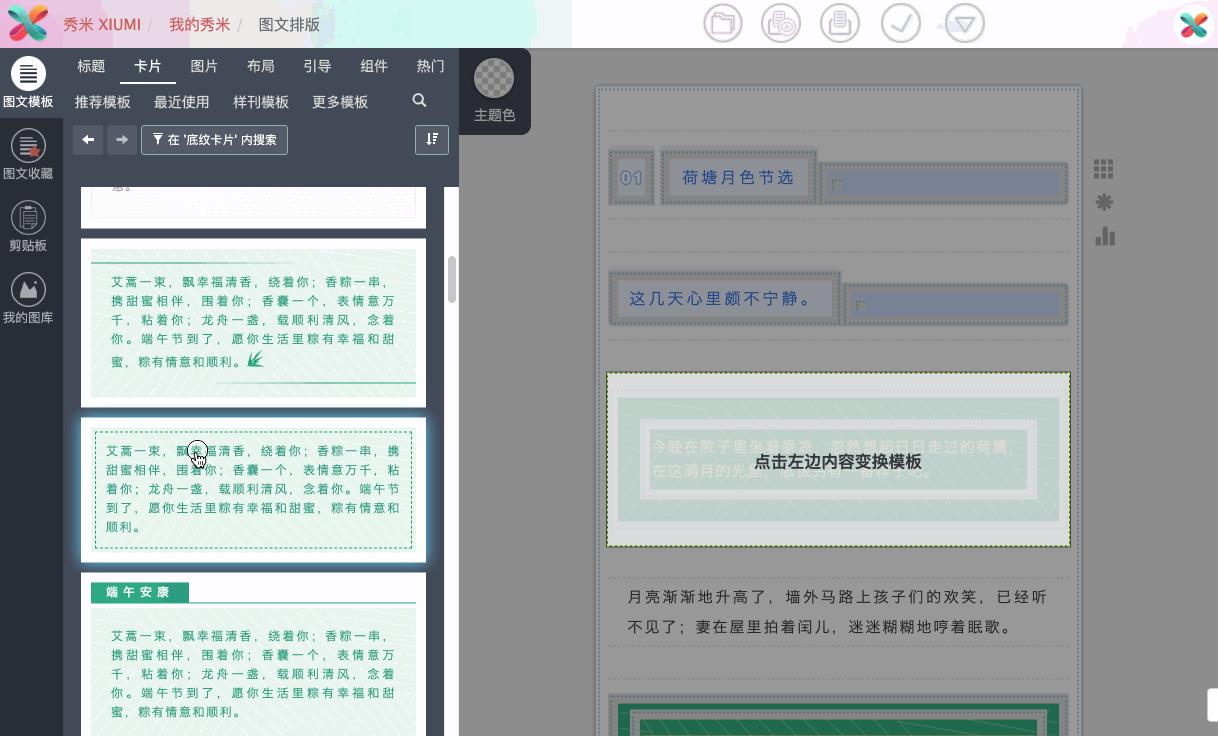 秀米 XIUMI / 我的秀米 / 图文排版
标题 卡片 图片 布局 引导 组件 热门
推荐模板 最近使用 样刊模板 更多模板
在 '底纹卡片' 内搜索
图文模板
图文收藏
剪贴板
我的图库
主题色
艾蒿一束，飘幸福清香，绕着你；香粽一串，
携甜蜜相伴，围着你；香囊一个，表情意万
千，粘着你；龙舟一盏，载顺利清风，念着
你。端午节到了，愿你生活里粽有幸福和甜
蜜，粽有情意和顺利。
艾蒿一束，飘幸福清香，绕着你；香粽一串，携
甜蜜相伴，围着你；香囊一个，表情意万千，粘
着你；龙舟一盏，载顺利清风，念着你。端午节
到了，愿你生活里粽有幸福和甜蜜，粽有情意和
顺利。
端午安康
艾蒿一束，飘幸福清香，绕着你；香粽一串，
携甜蜜相伴，围着你；香囊一个，表情意万
千，粘着你；龙舟一盏，载顺利清风，念着
你。端午节到了，愿你生活里粽有幸福和甜
蜜，粽有情意和顺利。
01 荷塘月色节选
这几天心里颇不宁静。
今晚在院子里坐着乘凉，忽然想起日日走过的荷塘，
在这满月的光里，
点击左边内容变换模板
月亮渐渐地升高了，墙外马路上孩子们的欢笑，已经听
不见了；妻在屋里拍着闰儿，迷迷糊糊地哼着眠歌。